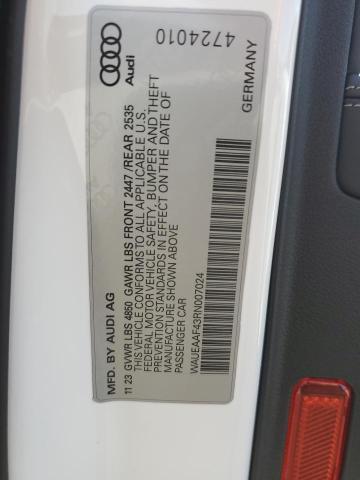 MFD. BY AUDI AG
11 23 GVWR LBS 4850 GAWR LBS FRONT 2447 /REAR 2535
THIS VEHICLE CONFORMS TO ALL APPLICABLE U.S.
FEDERAL MOTOR VEHICLE SAFETY, BUMPER AND THEFT
PREVENTION STANDARDS IN EFFECT ON THE DATE OF
MANUFACTURE SHOWN ABOVE
PASSENGER CAR
WAUEAAF43RN007024
Audi
4724010
GERMANY